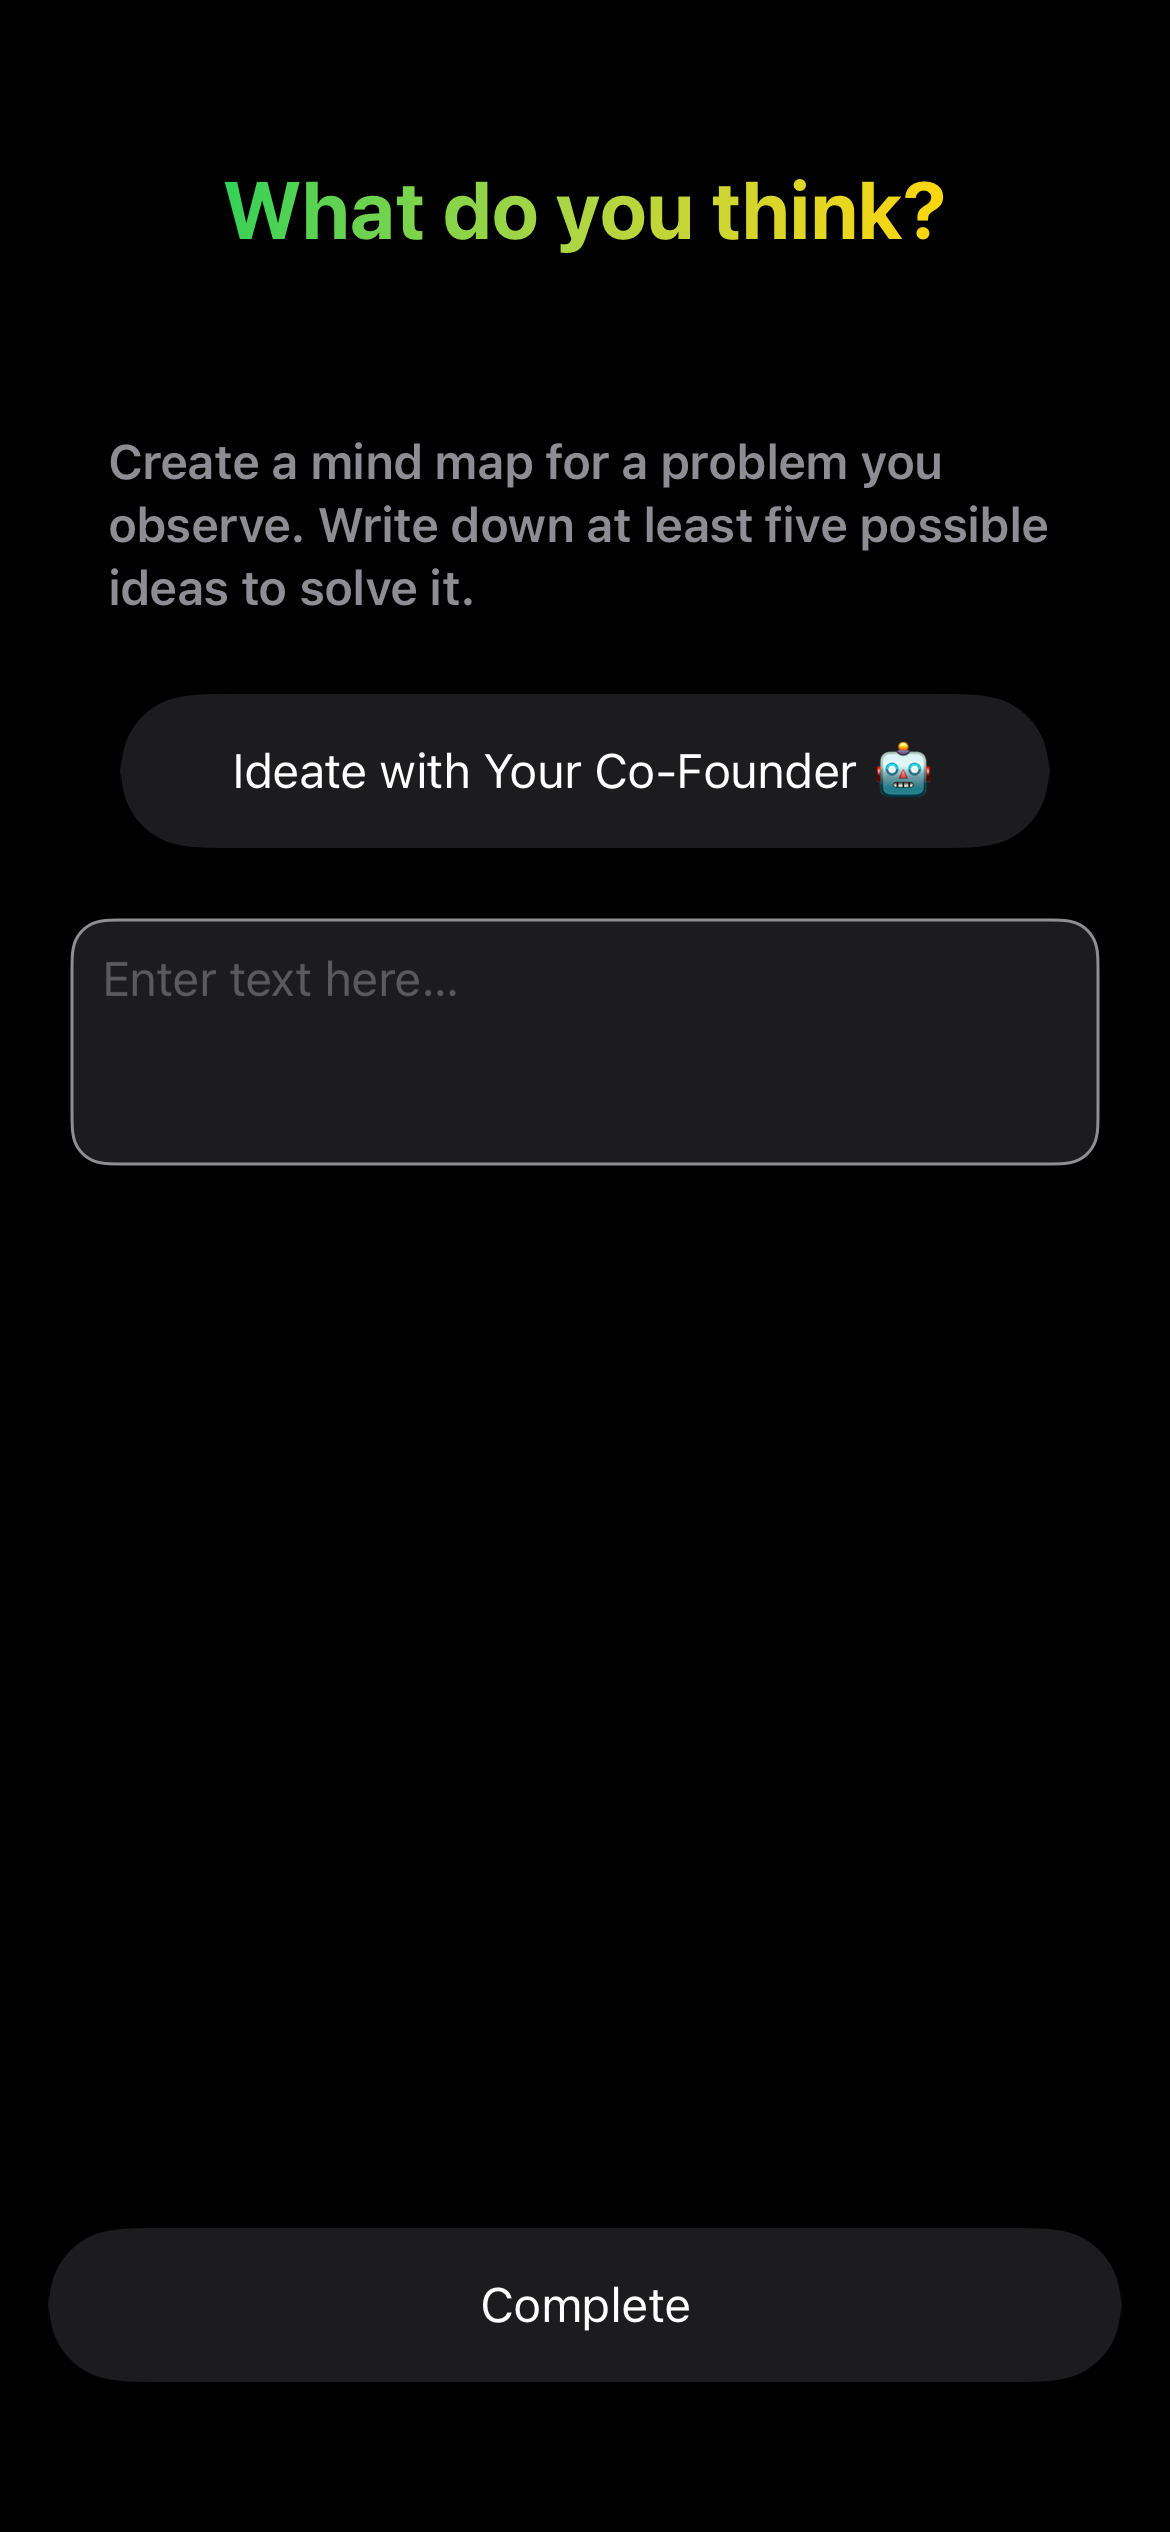 What do you think?
Create a mind map for a problem you
observe. Write down at least five possible
ideas to solve it.
Ideate with Your Co-Founder 🤖
Enter text here...
Complete